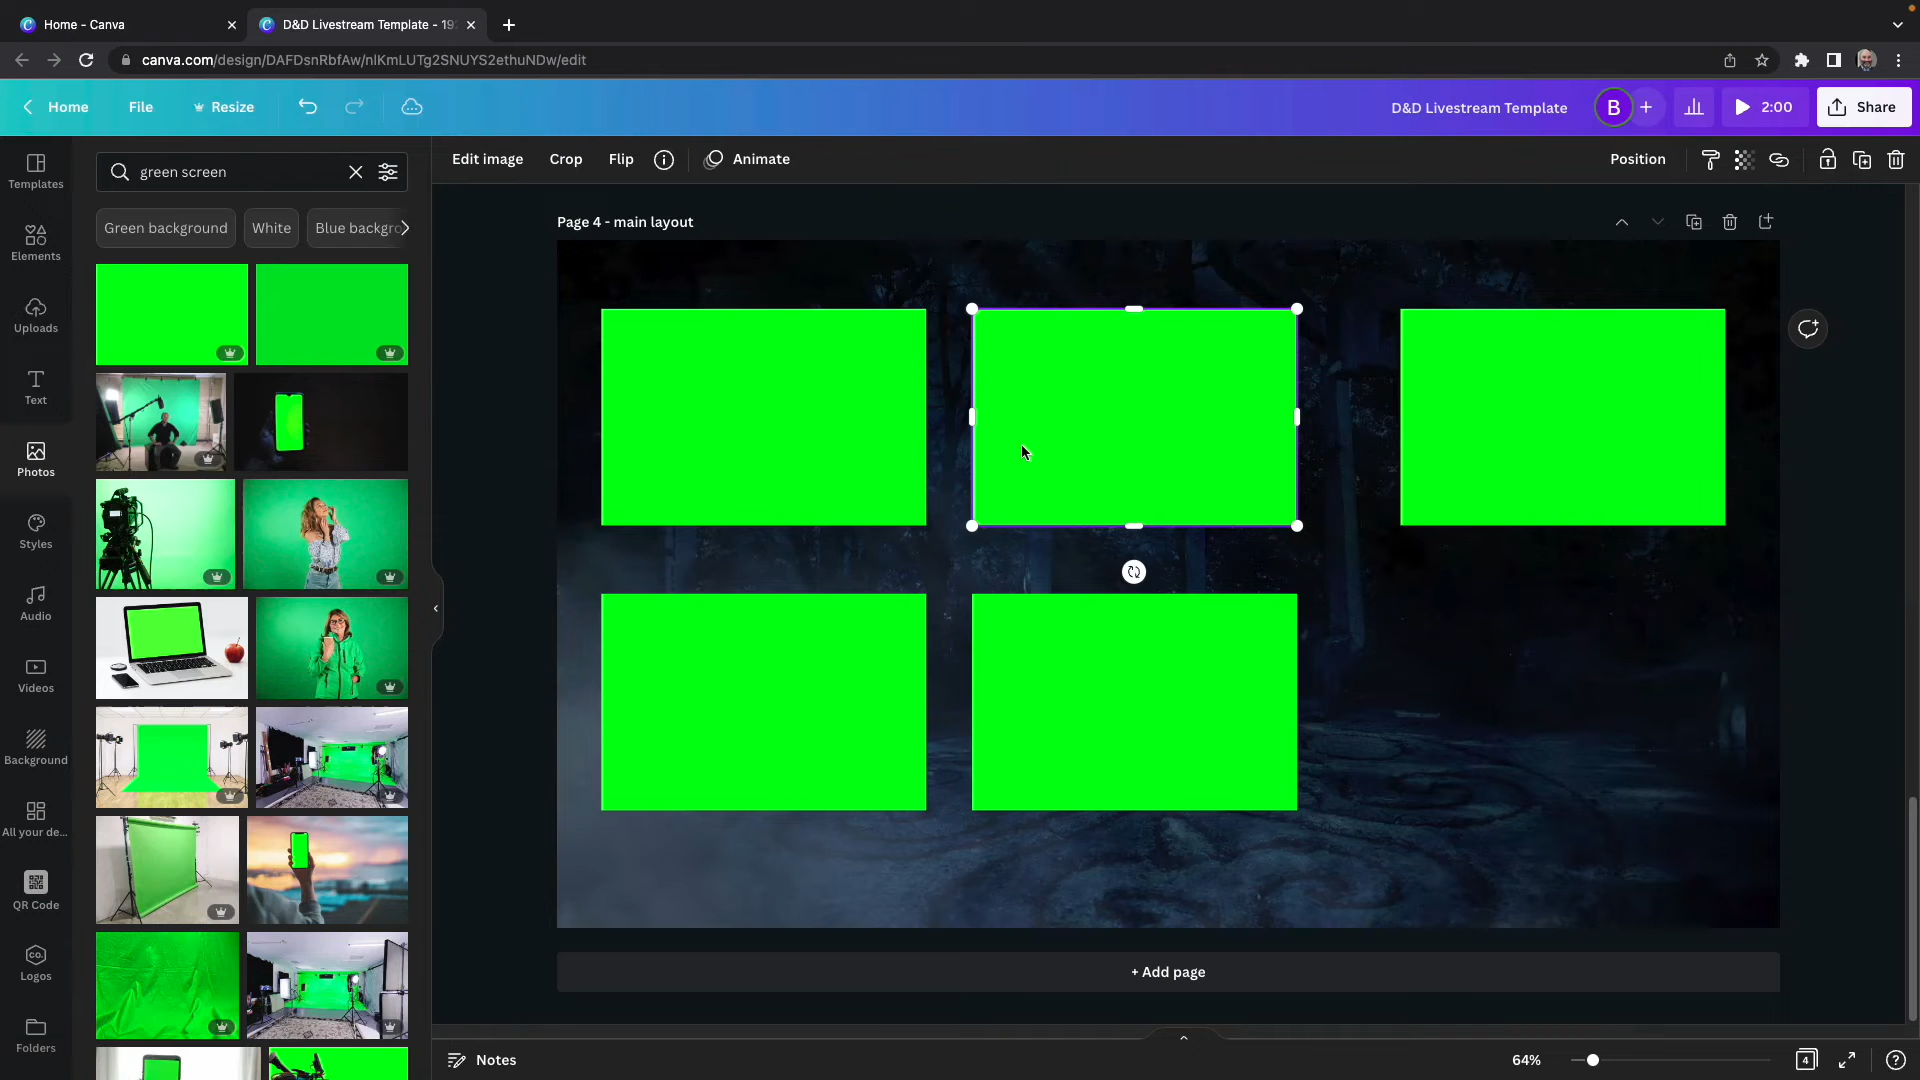 Home - Canva
D&D Livestream Template - 19
canva.com/design/DAFDsnRbfAw/nlKmLUTg2SNUYS2ethuNDw/edit
Home
File
Resize
D&D Livestream Template
B
2:00
Share
Templates
Elements
Uploads
Text
Photos
Styles
Audio
Videos
Background
All your de...
QR Code
CO.
Logos
Folders
green screen
Green background
White
Blue backgro
Edit image
Crop
Flip
Animate
Position
Page 4 - main layout
+ Add page
Notes
64%
4